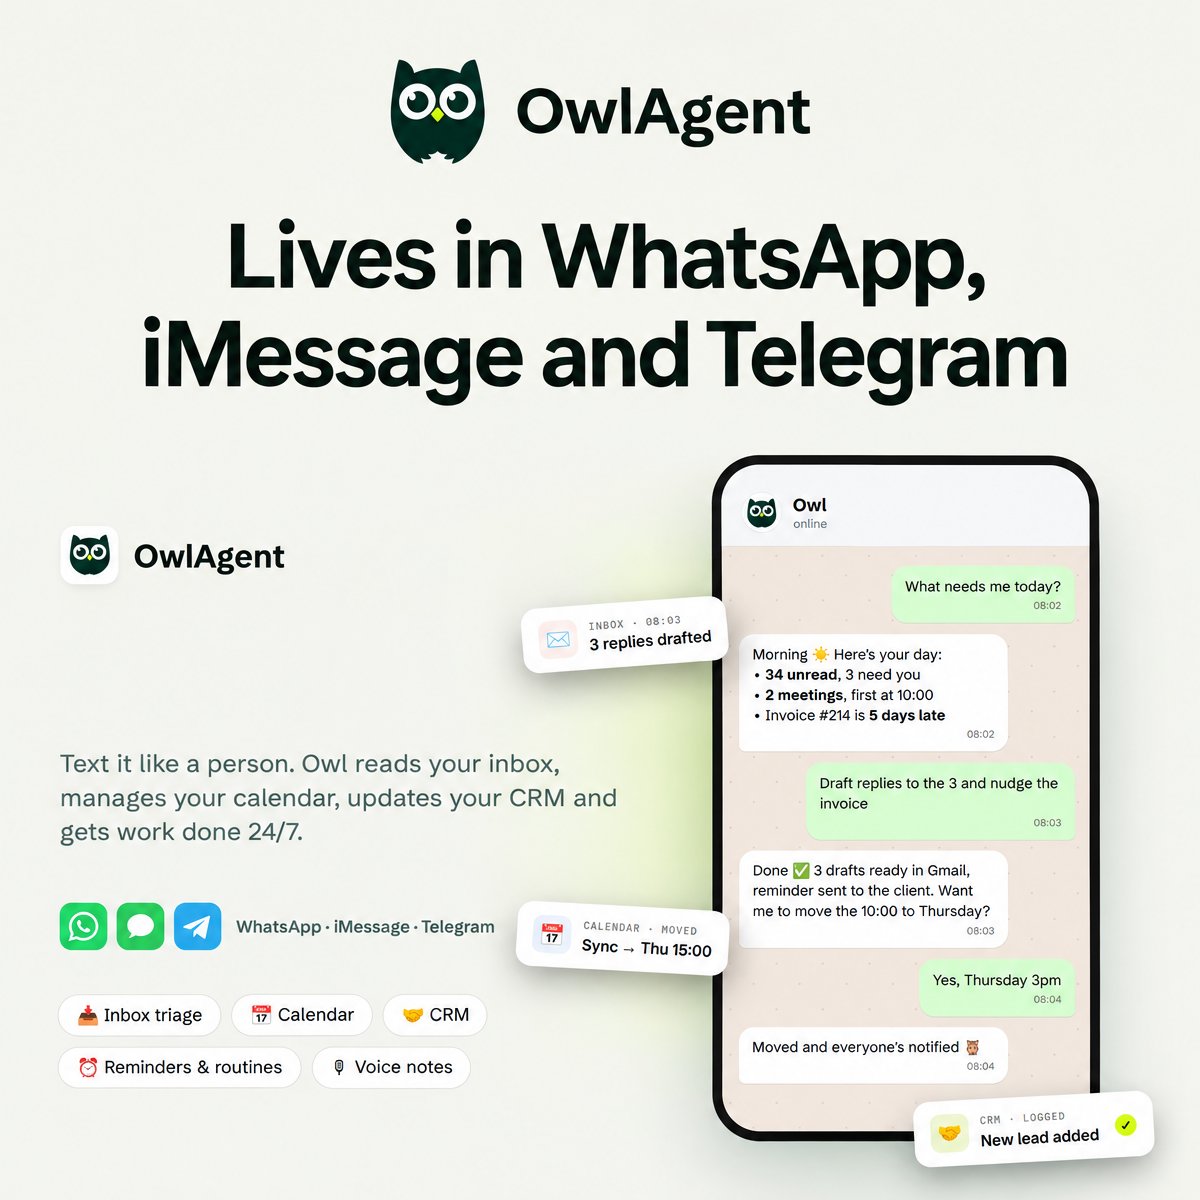 OwlAgent
Lives in WhatsApp,
iMessage and Telegram
OwlAgent
Text it like a person. Owl reads your inbox,
manages your calendar, updates your CRM and
gets work done 24/7.
WhatsApp · iMessage · Telegram
📥 Inbox triage
📅 Calendar
🤝 CRM
⏰ Reminders & routines
🎙 Voice notes
INBOX · 08:03
3 replies drafted
17
CALENDAR · MOVED
Sync → Thu 15:00
Owl
online
What needs me today?
08:02
Morning ☀️ Here's your day:
• 34 unread, 3 need you
• 2 meetings, first at 10:00
• Invoice #214 is 5 days late
08:02
Draft replies to the 3 and nudge the
invoice
08:03
Done ✅ 3 drafts ready in Gmail,
reminder sent to the client. Want
me to move the 10:00 to Thursday?
08:03
Yes, Thursday 3pm
08:04
Moved and everyone's notified 🦉
08:04
CRM · LOGGED
New lead added